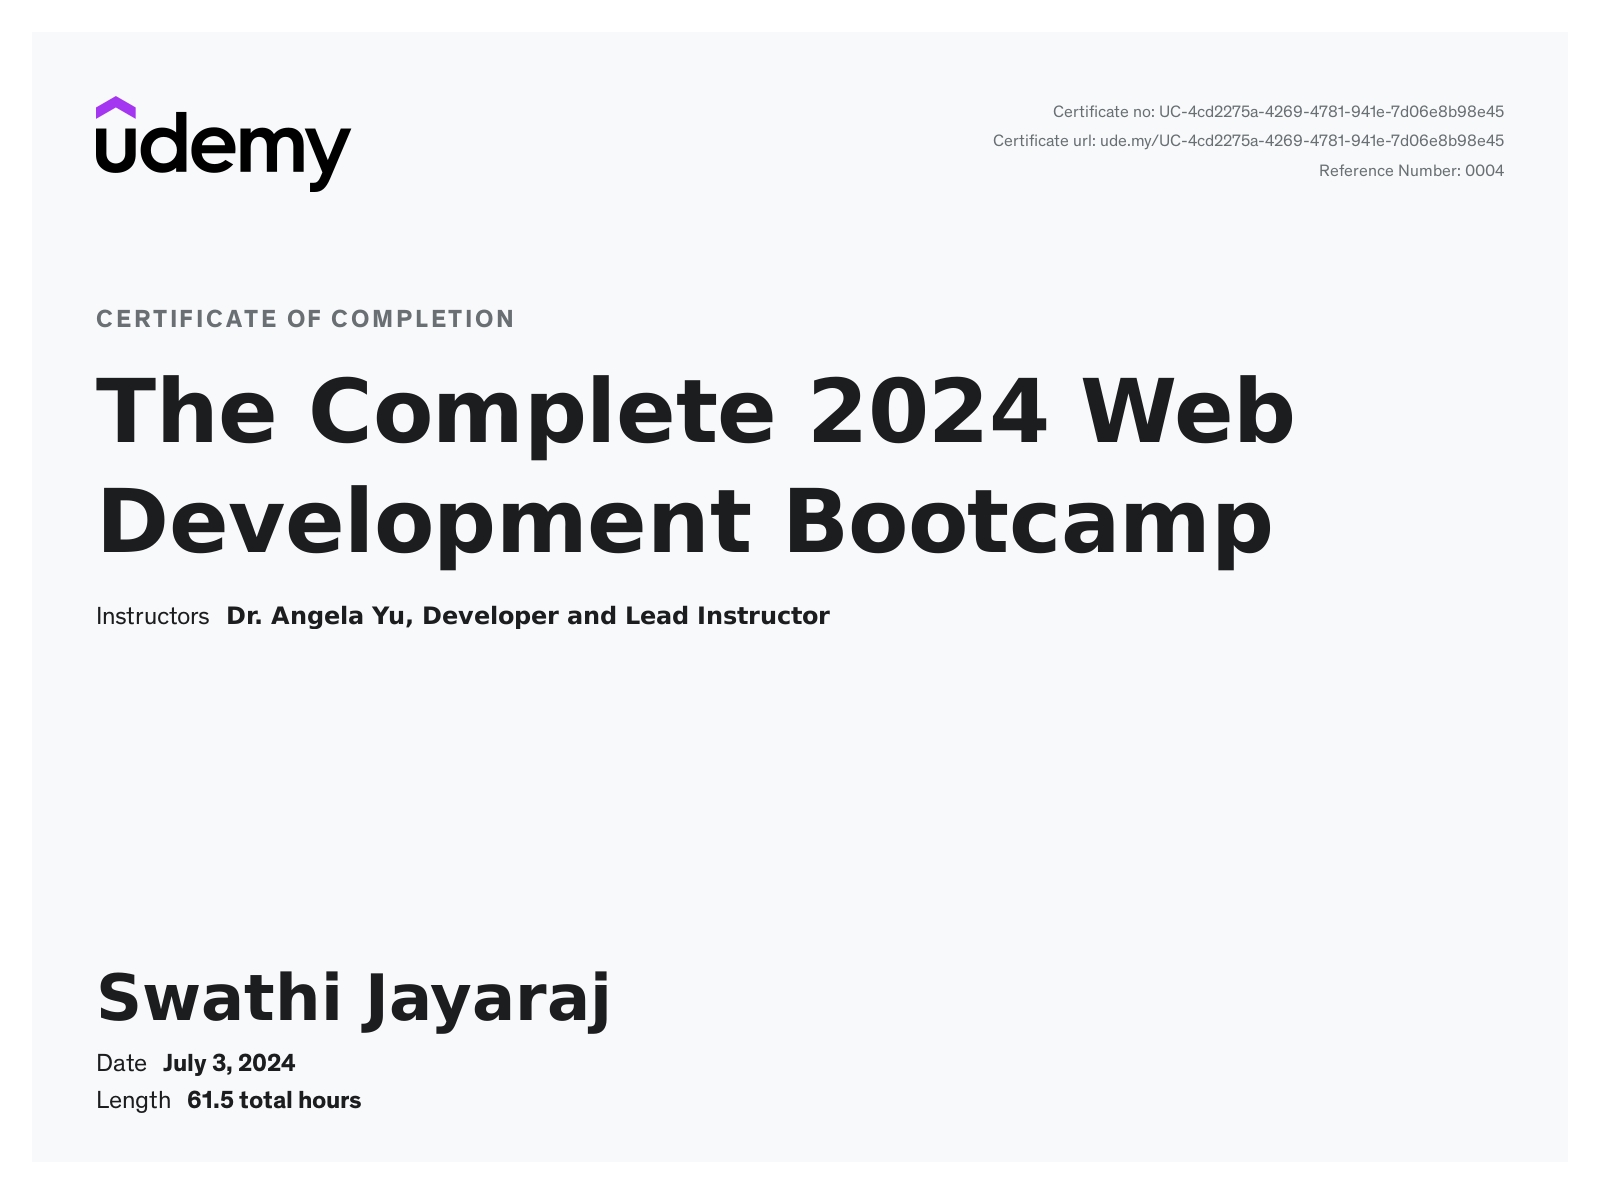 udemy
Certificate no: UC-4cd2275a-4269-4781-941e-7d06e8b98e45
Certificate url: ude.my/UC-4cd2275a-4269-4781-941e-7d06e8b98e45
Reference Number: 0004
CERTIFICATE OF COMPLETION
The Complete 2024 Web
Development Bootcamp
Instructors Dr. Angela Yu, Developer and Lead Instructor
Swathi Jayaraj
Date July 3, 2024
Length 61.5 total hours